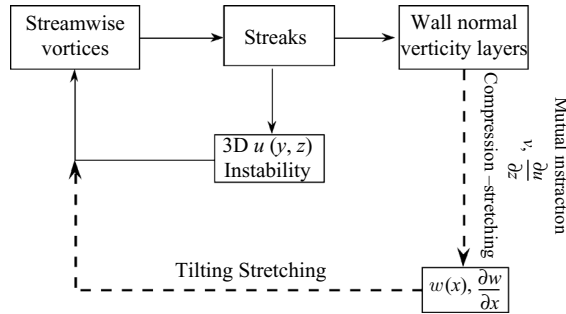 Streamwise
vortices
Streaks
Wall normal
verticity layers
3D u (y, z)
Instability
Compression –stretching
Mutual instraction
v, ∂u/∂z
Tilting Stretching
w(x), ∂w/∂x